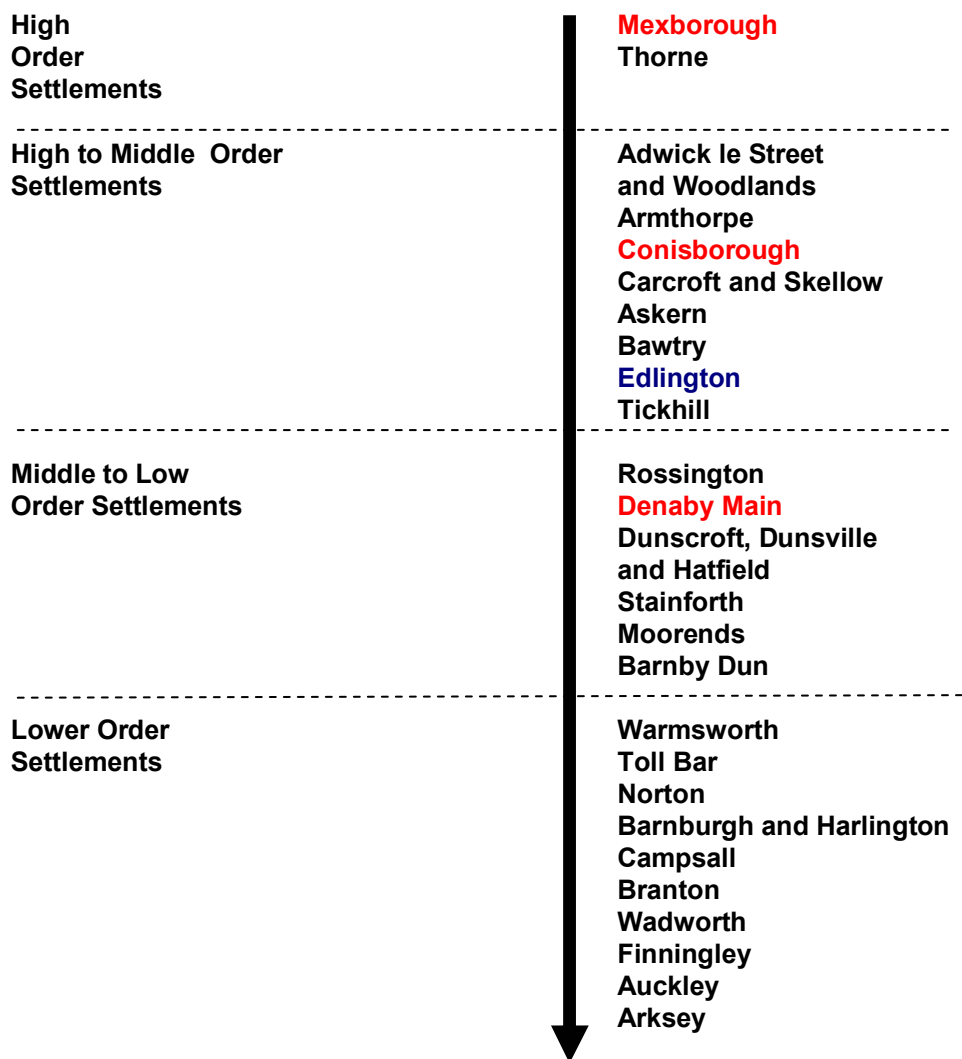 High
Order
Settlements
Mexborough
Thorne
High to Middle Order
Settlements
Adwick le Street
and Woodlands
Armthorpe
Conisborough
Carcroft and Skellow
Askern
Bawtry
Edlington
Tickhill
Middle to Low
Order Settlements
Rossington
Denaby Main
Dunscroft, Dunsville
and Hatfield
Stainforth
Moorends
Barnby Dun
Lower Order
Settlements
Warmsworth
Toll Bar
Norton
Barnburgh and Harlington
Campsall
Branton
Wadworth
Finningley
Auckley
Arksey